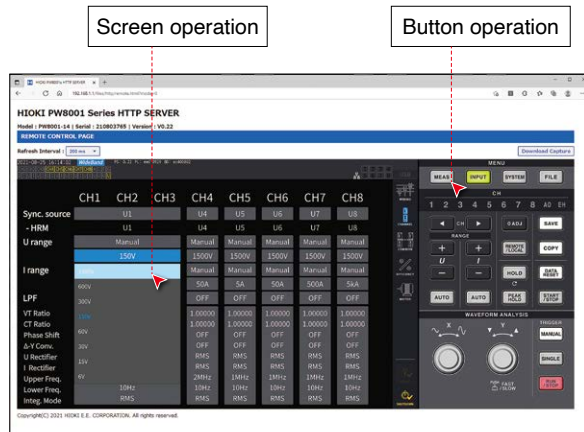 Screen operation
Button operation
HIOKI PW8001 Series HTTP SERVER
Model : PW8001-14 | Serial : 210803765 | Version : V0.22
REMOTE CONTROL PAGE
Refresh Interval : 200 ms
Download Capture
MENU
MEAS INPUT SYSTEM FILE
CH
1 2 3 4 5 6 7 8 AD EH
CH 0 ADJ SAVE
RANGE
+ + REMOTE/LOCAL COPY
U I
- - HOLD DATA RESET
AUTO AUTO PEAK HOLD START/STOP
WAVEFORM ANALYSIS
TRIGGER
X Y MANUAL
SINGLE
PUSH FAST/SLOW RUN/STOP
CH1 CH2 CH3 CH4 CH5 CH6 CH7 CH8
Sync. source U1 U4 U5 U6 U7 U8
- HRM U1 U4 U5 U6 U7 U8
U range Manual Manual Manual Manual Manual Manual
150V 1500V 1500V 1500V 1500V 1500V
I range Manual Manual Manual Manual Manual
600V 50A 5A 50A 500A 5kA
300V
LPF OFF OFF OFF OFF OFF
VT Ratio 150V 1.00000 1.00000 1.00000 1.00000 1.00000
CT Ratio 1.00000 1.00000 1.00000 1.00000 1.00000
Phase Shift 60V OFF OFF OFF OFF OFF
Δ-Y Conv. 30V OFF OFF OFF OFF OFF
U Rectifier RMS RMS RMS RMS RMS
I Rectifier 15V RMS RMS RMS RMS RMS
Upper Freq. 6V 2MHz 1MHz 1MHz 1MHz 1MHz
Lower Freq. 10Hz 10Hz 10Hz 10Hz 10Hz 10Hz
Integ. Mode RMS RMS RMS RMS RMS RMS
Copyright(C) 2021 HIOKI E.E. CORPORATION. All rights reserved.